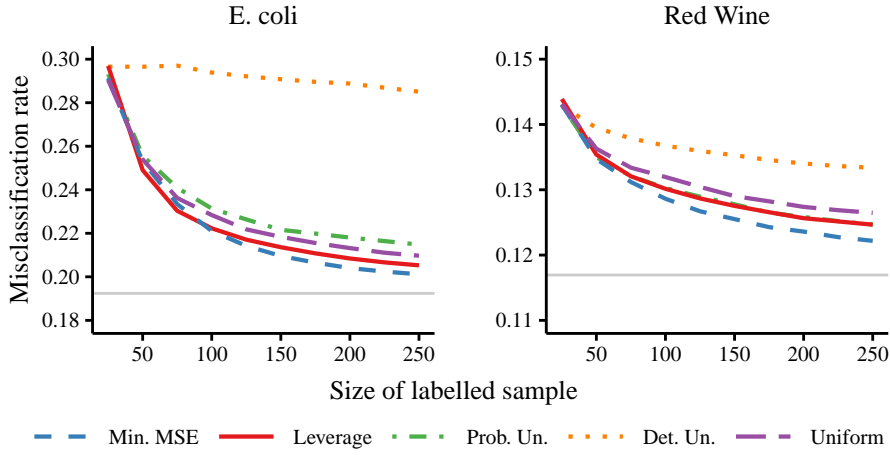 E. coli
Red Wine
Misclassification rate
0.30
0.28
0.26
0.24
0.22
0.20
0.18
50
100
150
200
250
0.15
0.14
0.13
0.12
0.11
50
100
150
200
250
Size of labelled sample
Min. MSE
Leverage
Prob. Un.
Det. Un.
Uniform